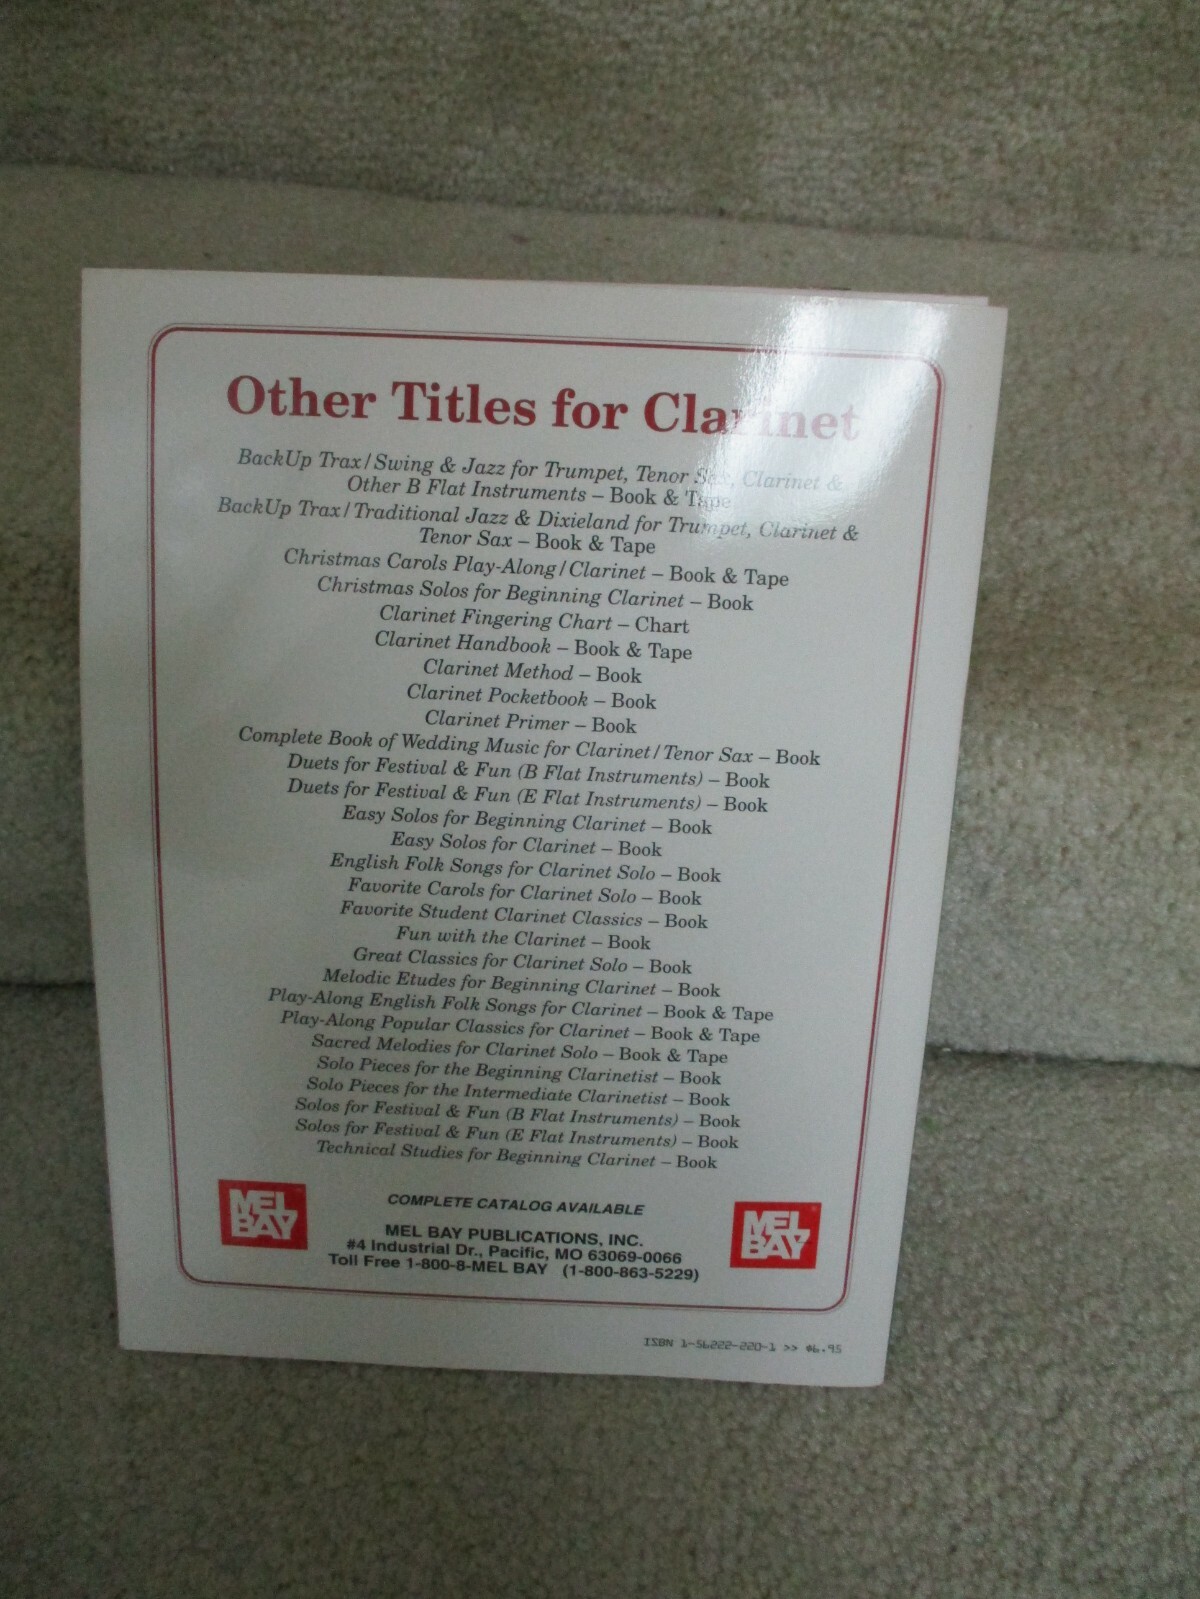 Other Titles for Clarinet
BackUp Trax/Swing & Jazz for Trumpet, Tenor Sax, Clarinet &
Other B Flat Instruments – Book & Tape
BackUp Trax/Traditional Jazz & Dixieland for Trumpet, Clarinet &
Tenor Sax – Book & Tape
Christmas Carols Play-Along/Clarinet – Book & Tape
Christmas Solos for Beginning Clarinet – Book
Clarinet Fingering Chart – Chart
Clarinet Handbook – Book & Tape
Clarinet Method – Book
Clarinet Pocketbook – Book
Clarinet Primer – Book
Complete Book of Wedding Music for Clarinet/Tenor Sax – Book
Duets for Festival & Fun (B Flat Instruments) – Book
Duets for Festival & Fun (E Flat Instruments) – Book
Easy Solos for Beginning Clarinet – Book
Easy Solos for Clarinet – Book
English Folk Songs for Clarinet Solo – Book
Favorite Carols for Clarinet Solo – Book
Favorite Student Clarinet Classics – Book
Fun with the Clarinet – Book
Great Classics for Clarinet Solo – Book
Melodic Etudes for Beginning Clarinet – Book
Play-Along English Folk Songs for Clarinet – Book & Tape
Play-Along Popular Classics for Clarinet – Book & Tape
Sacred Melodies for Clarinet Solo – Book & Tape
Solo Pieces for the Beginning Clarinetist – Book
Solo Pieces for the Intermediate Clarinetist – Book
Solos for Festival & Fun (B Flat Instruments) – Book
Solos for Festival & Fun (E Flat Instruments) – Book
Technical Studies for Beginning Clarinet – Book
MEL
BAY
COMPLETE CATALOG AVAILABLE
MEL BAY PUBLICATIONS, INC.
#4 Industrial Dr., Pacific, MO 63069-0066
Toll Free 1-800-8-MEL BAY (1-800-863-5229)
MEL
BAY
ISBN 1-56222-220-1 >> $6.95